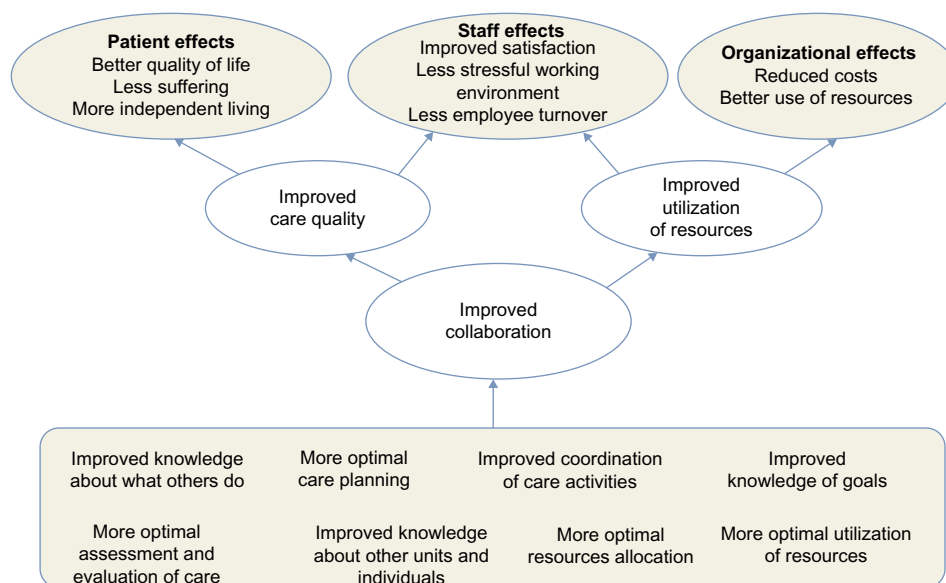 Patient effects
Better quality of life
Less suffering
More independent living
Staff effects
Improved satisfaction
Less stressful working
environment
Less employee turnover
Organizational effects
Reduced costs
Better use of resources
Improved
care quality
Improved
utilization
of resources
Improved
collaboration
Improved knowledge
about what others do
More optimal
care planning
Improved coordination
of care activities
Improved
knowledge of goals
More optimal
assessment and
evaluation of care
Improved knowledge
about other units and
individuals
More optimal
resources allocation
More optimal utilization
of resources